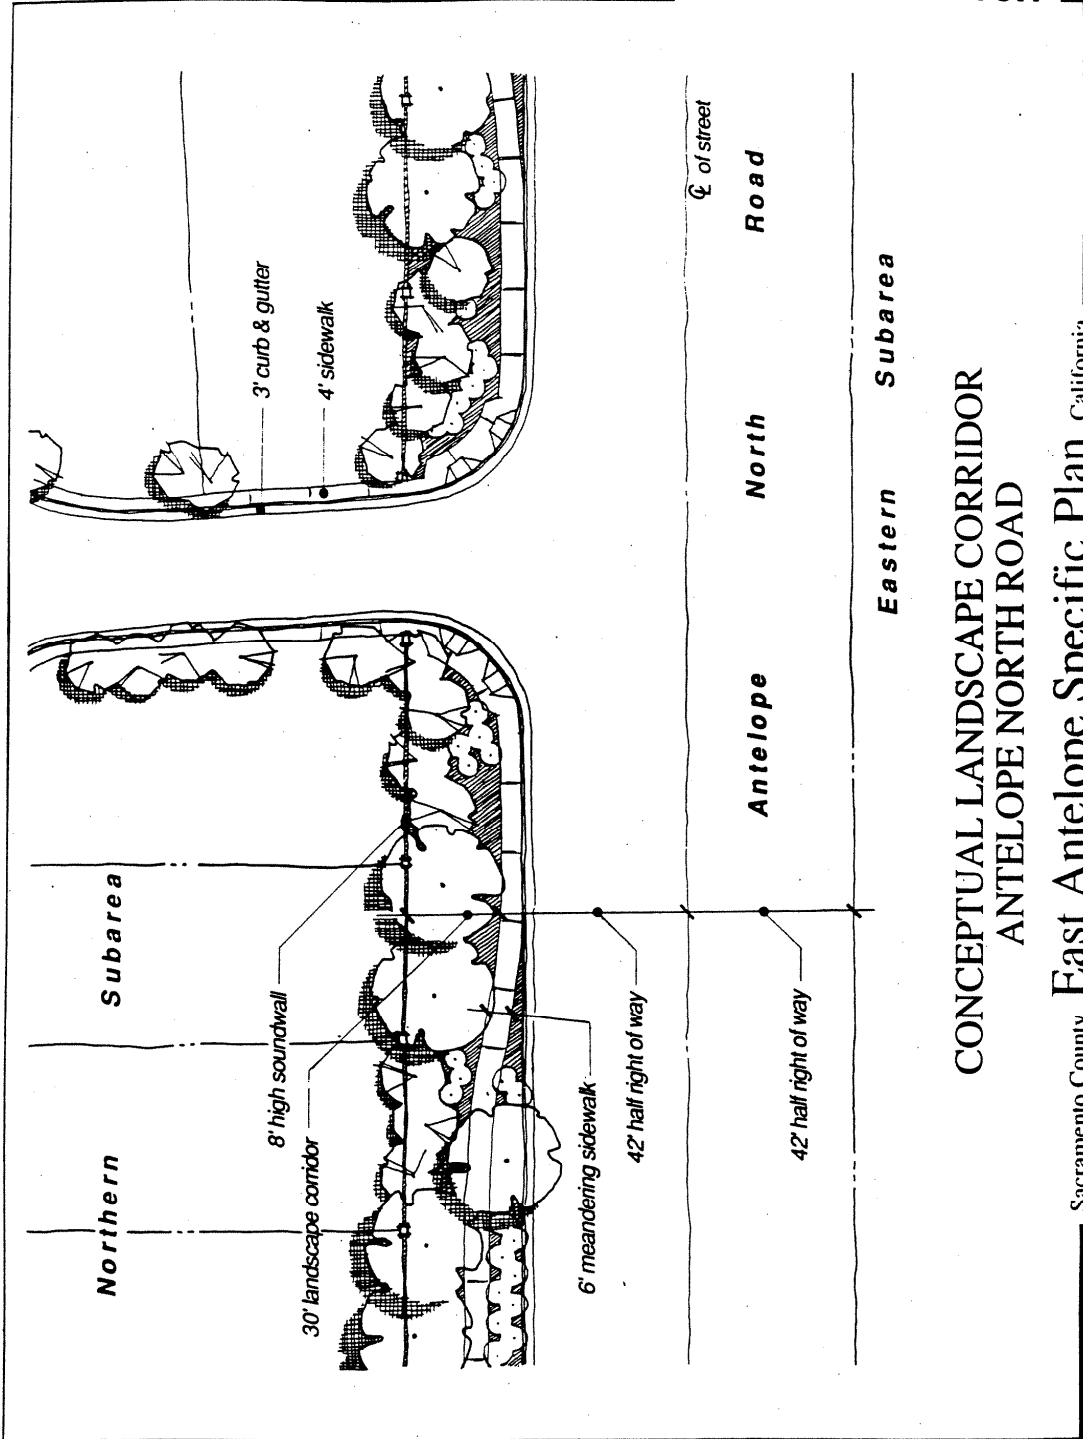 Northern Subarea
8' high soundwall
30' landscape corridor
3' curb & gutter
4' sidewalk
6' meandering sidewalk
42' half right of way
℄ of street
Antelope North Road
42' half right of way
Eastern Subarea
CONCEPTUAL LANDSCAPE CORRIDOR
ANTELOPE NORTH ROAD
Sacramento County East Antelope Specific Plan California